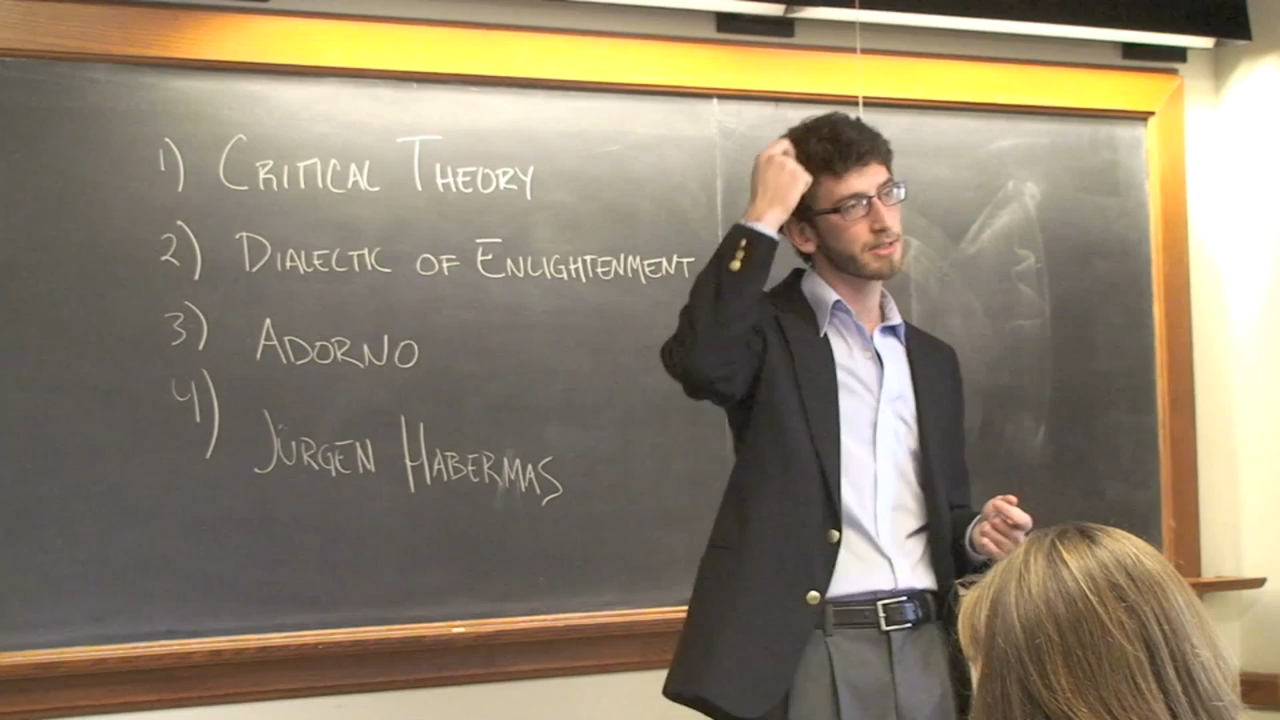 1) CRITICAL THEORY
2) DIALECTIC OF ENLIGHTENMENT
3) ADORNO
4) JÜRGEN HABERMAS